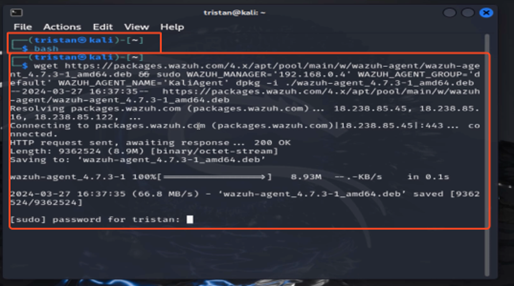 tristan@kali: ~
File Actions Edit View Help
┌──(tristan㉿kali)-[~]
└─$ bash
┌──(tristan㉿kali)-[~]
└─$ wget https://packages.wazuh.com/4.x/apt/pool/main/w/wazuh-agent/wazuh-age
nt_4.7.3-1_amd64.deb && sudo WAZUH_MANAGER='192.168.0.4' WAZUH_AGENT_GROUP='d
efault' WAZUH_AGENT_NAME='KaliAgent' dpkg -i ./wazuh-agent_4.7.3-1_amd64.deb
--2024-03-27 16:37:35-- https://packages.wazuh.com/4.x/apt/pool/main/w/wazuh
-agent/wazuh-agent_4.7.3-1_amd64.deb
Resolving packages.wazuh.com (packages.wazuh.com)... 18.238.85.45, 18.238.85.
16, 18.238.85.122, ...
Connecting to packages.wazuh.com (packages.wazuh.com)|18.238.85.45|:443... co
nnected.
HTTP request sent, awaiting response... 200 OK
Length: 9362524 (8.9M) [binary/octet-stream]
Saving to: ‘wazuh-agent_4.7.3-1_amd64.deb’
wazuh-agent_4.7.3-1 100%[===================>] 8.93M --.-KB/s in 0.1s
2024-03-27 16:37:35 (66.8 MB/s) - ‘wazuh-agent_4.7.3-1_amd64.deb’ saved [9362
524/9362524]
[sudo] password for tristan: